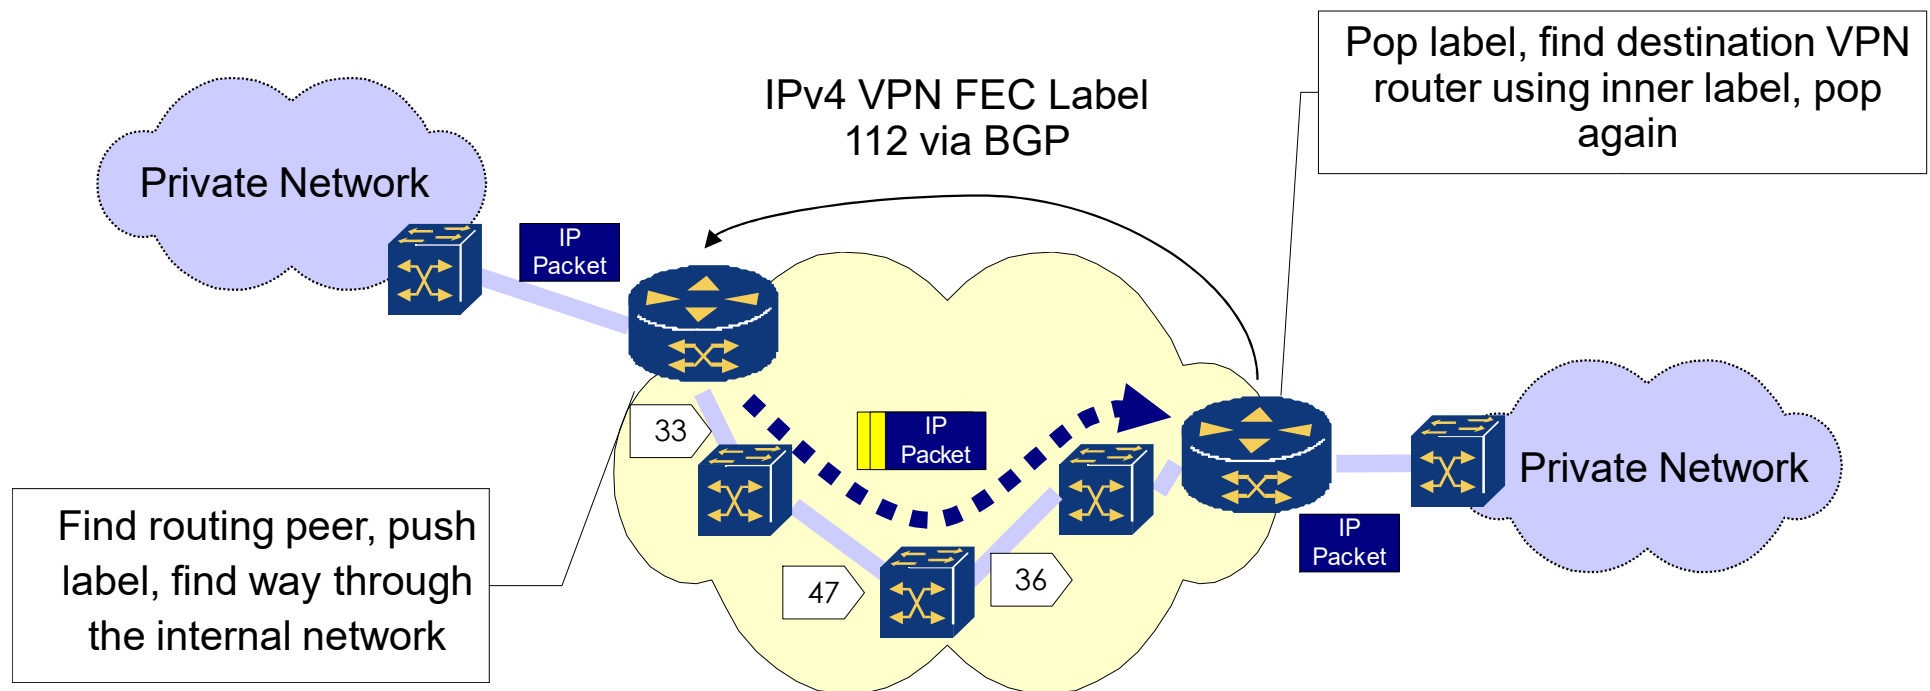 Pop label, find destination VPN
router using inner label, pop
again
IPv4 VPN FEC Label
112 via BGP
Private Network
IP
Packet
33
IP
Packet
Private Network
Find routing peer, push
label, find way through
the internal network
47
36
IP
Packet